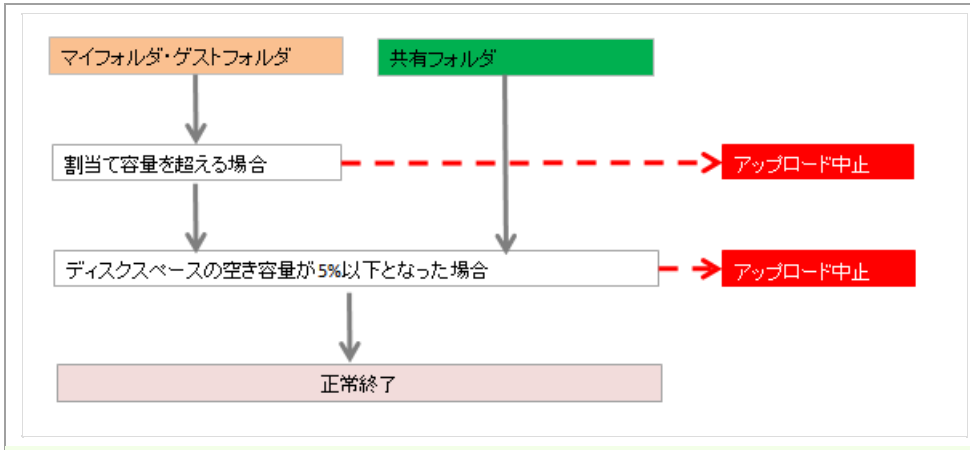 マイフォルダ・ゲストフォルダ
共有フォルダ
割当て容量を超える場合
アップロード中止
ディスクスペースの空き容量が5%以下となった場合
アップロード中止
正常終了